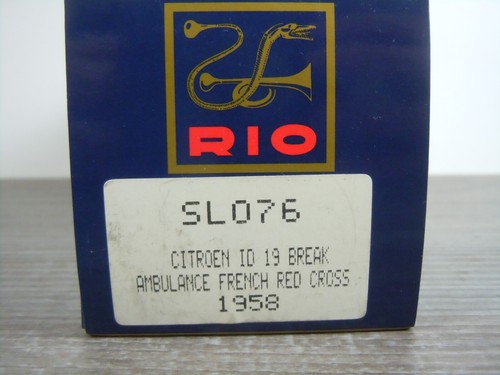 RIO
SL076
CITROEN ID 19 BREAK
AMBULANCE FRENCH RED CROSS
1958